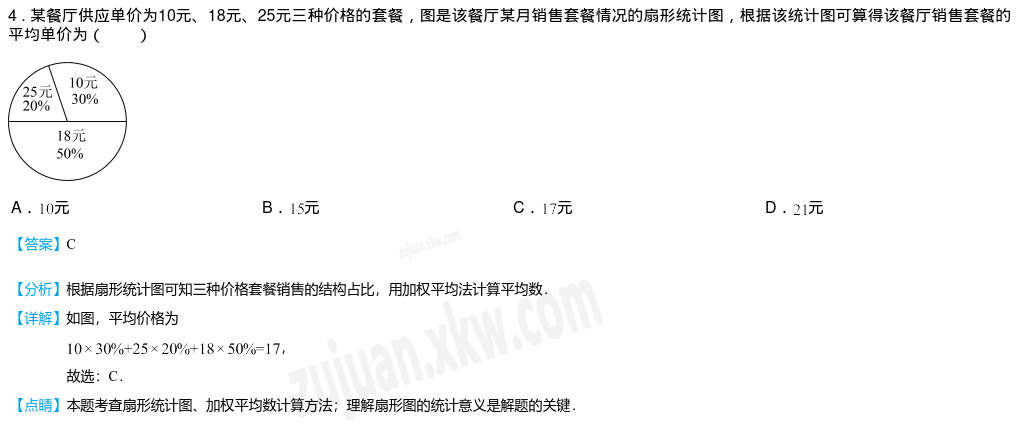 4．某餐厅供应单价为10元、18元、25元三种价格的套餐，图是该餐厅某月销售套餐情况的扇形统计图，根据该统计图可算得该餐厅销售套餐的
平均单价为（　　）
25元
20%
10元
30%
18元
50%
A．10元 B．15元 C．17元 D．21元
【答案】C
【分析】根据扇形统计图可知三种价格套餐销售的结构占比，用加权平均法计算平均数．
【详解】如图，平均价格为
10×30%+25×20%+18×50%=17，
故选：C．
【点睛】本题考查扇形统计图、加权平均数计算方法；理解扇形图的统计意义是解题的关键．
zujuan.xkw.com
zujuan.xkw.com